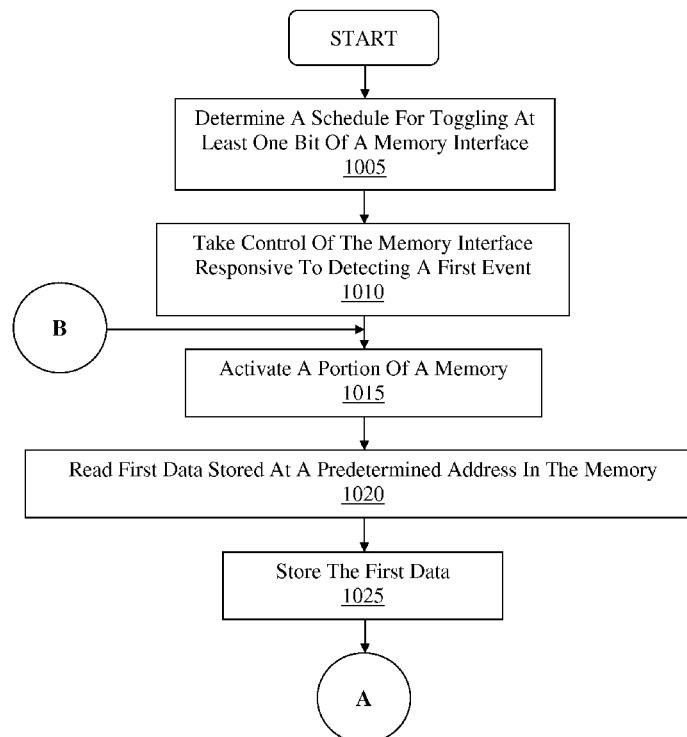 START
Determine A Schedule For Toggling At
Least One Bit Of A Memory Interface
1005
Take Control Of The Memory Interface
Responsive To Detecting A First Event
1010
B
Activate A Portion Of A Memory
1015
Read First Data Stored At A Predetermined Address In The Memory
1020
Store The First Data
1025
A